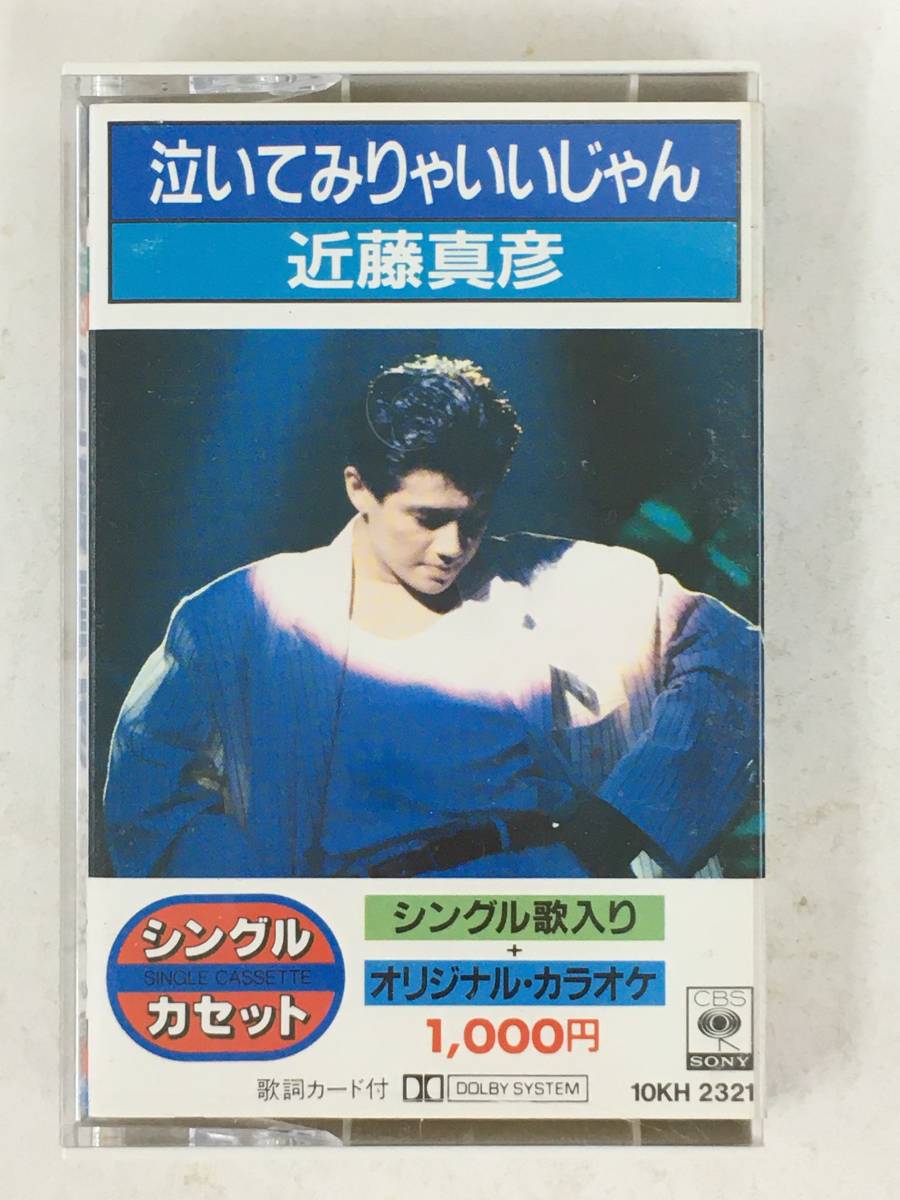 泣いてみりゃいいじゃん
近藤真彦
シングル
SINGLE CASSETTE
カセット
シングル歌入り
+
オリジナル・カラオケ
1,000円
歌詞カード付
DOLBY SYSTEM
CBS
SONY
10KH 2321